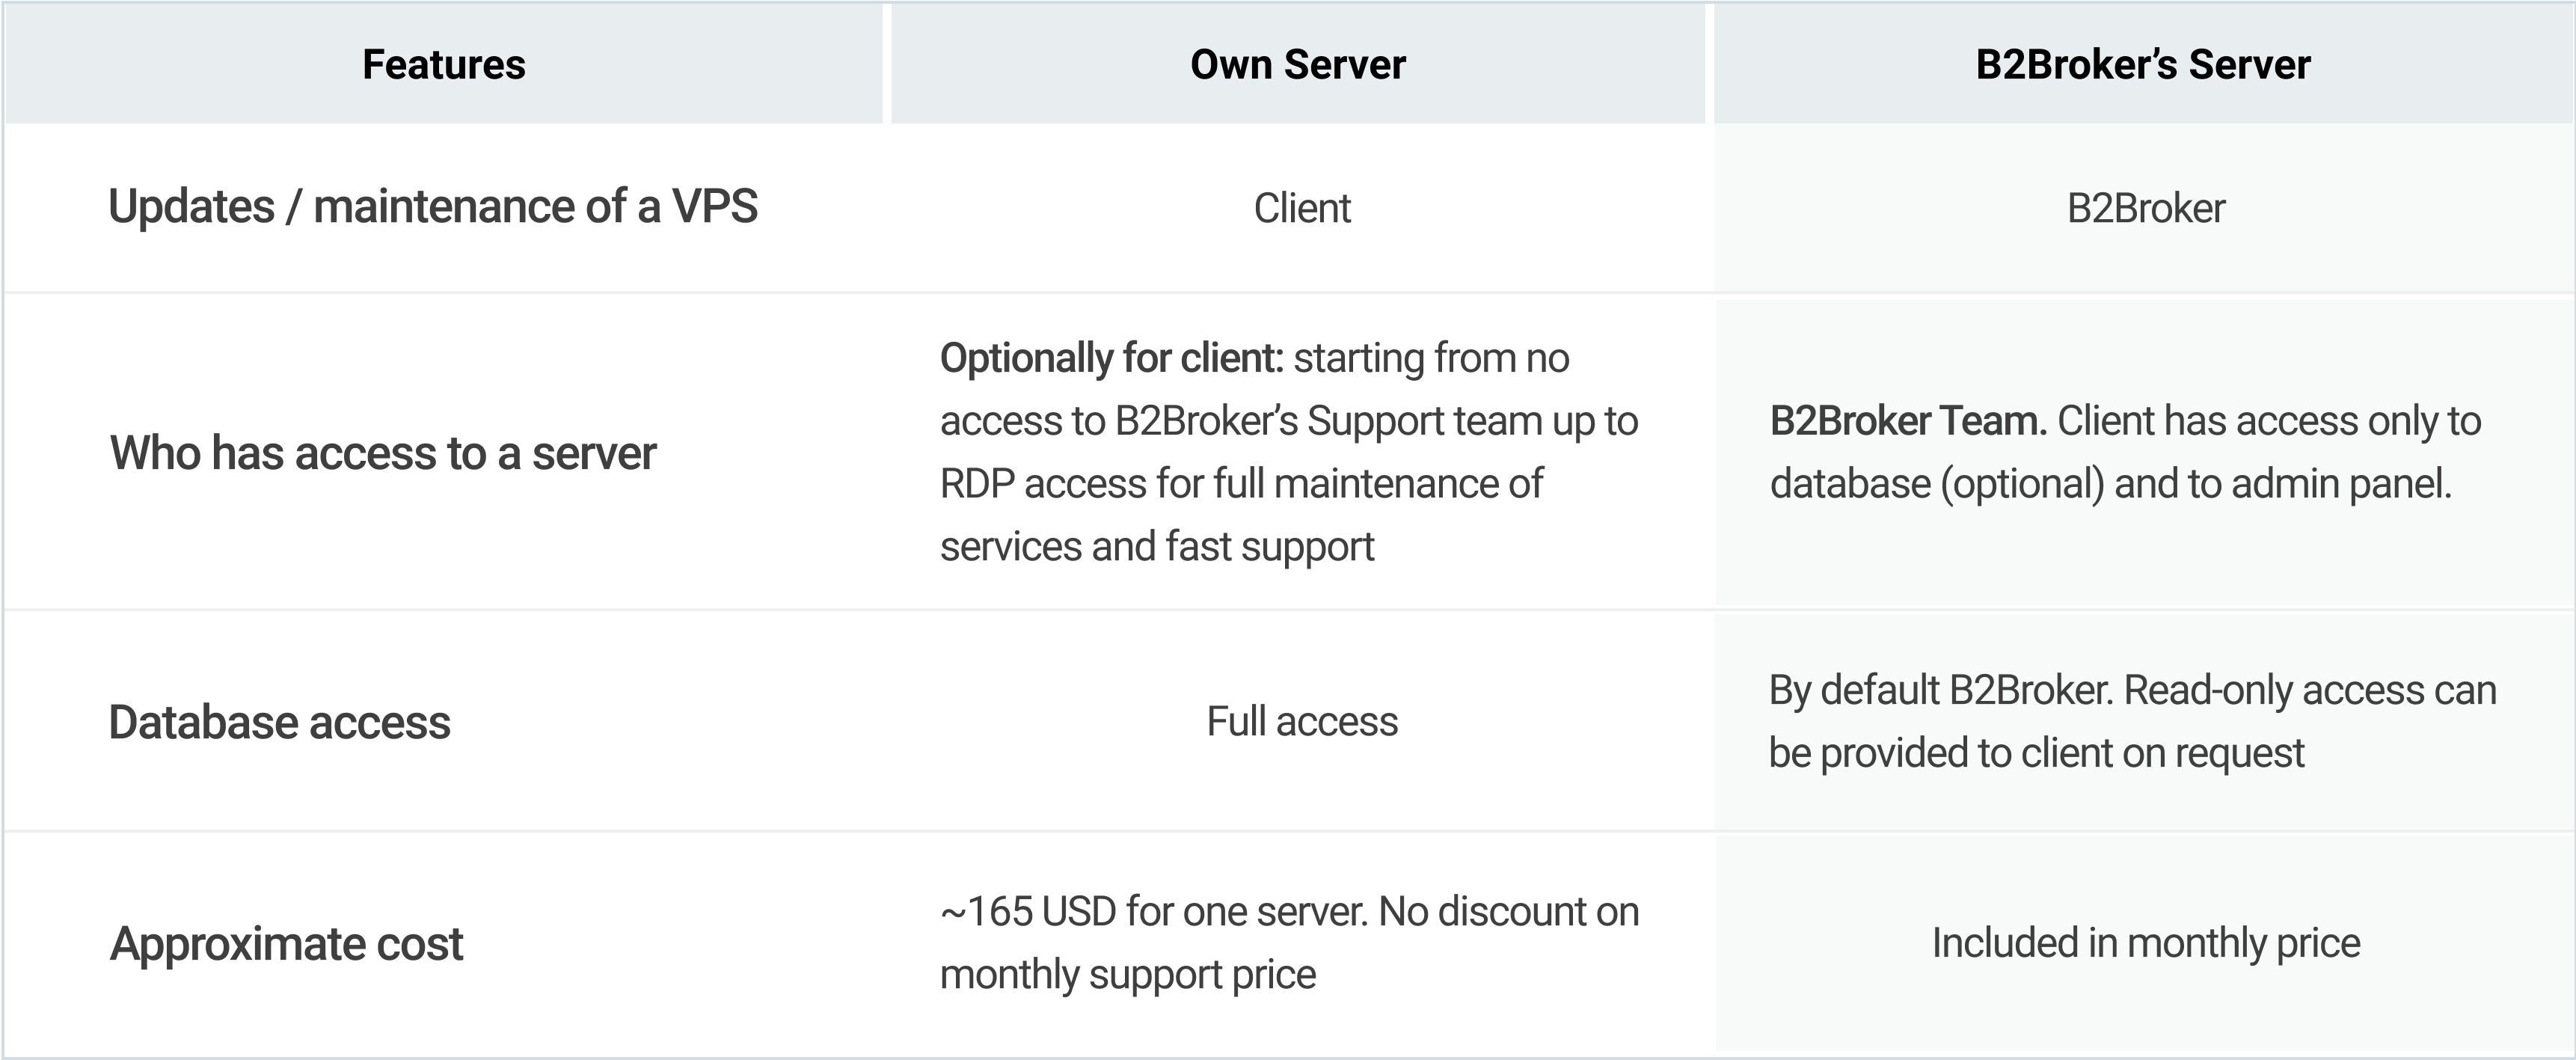 Features
Own Server
B2Broker’s Server
Updates / maintenance of a VPS
Client
B2Broker
Who has access to a server
Optionally for client: starting from no
access to B2Broker’s Support team up to
RDP access for full maintenance of
services and fast support
B2Broker Team. Client has access only to
database (optional) and to admin panel.
Database access
Full access
By default B2Broker. Read-only access can
be provided to client on request
Approximate cost
~165 USD for one server. No discount on
monthly support price
Included in monthly price